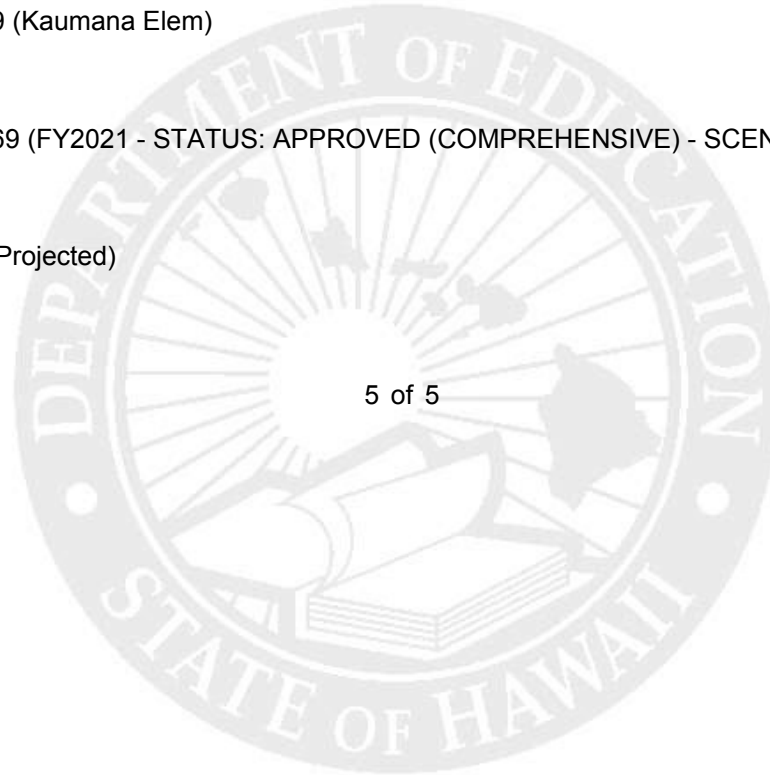 9 (Kaumana Elem)
69 (FY2021 - STATUS: APPROVED (COMPREHENSIVE) - SCEN
Projected)
5 of 5
DEPARTMENT OF EDUCATION
STATE OF HAWAII